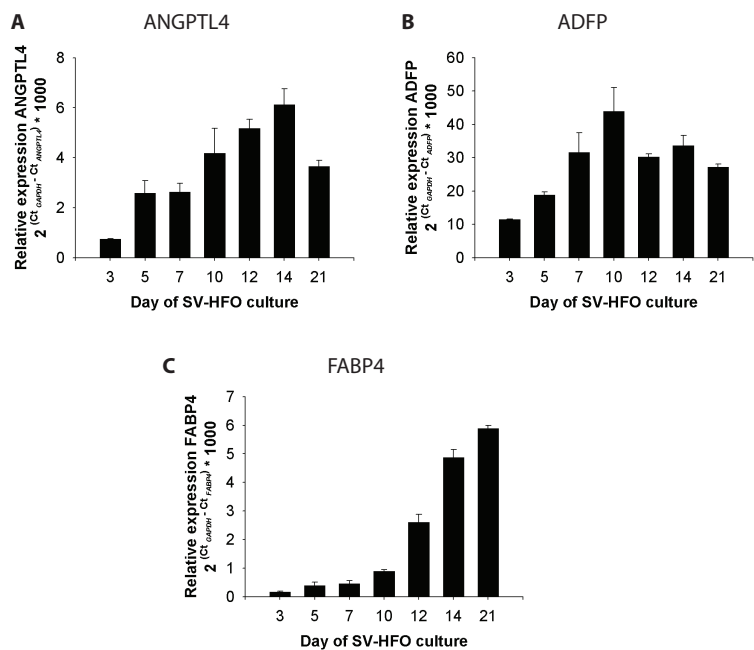 A
ANGPTL4
Relative expression ANGPTL4
2 (Ct GAPDH - Ct ANGPTL4) * 1000
8
6
4
2
0
3 5 7 10 12 14 21
Day of SV-HFO culture
B
ADFP
Relative expression ADFP
2 (Ct GAPDH - Ct ADFP) * 1000
60
50
40
30
20
10
0
3 5 7 10 12 14 21
Day of SV-HFO culture
C
FABP4
Relative expression FABP4
2 (Ct GAPDH - Ct FABP4) * 1000
7
6
5
4
3
2
1
0
3 5 7 10 12 14 21
Day of SV-HFO culture